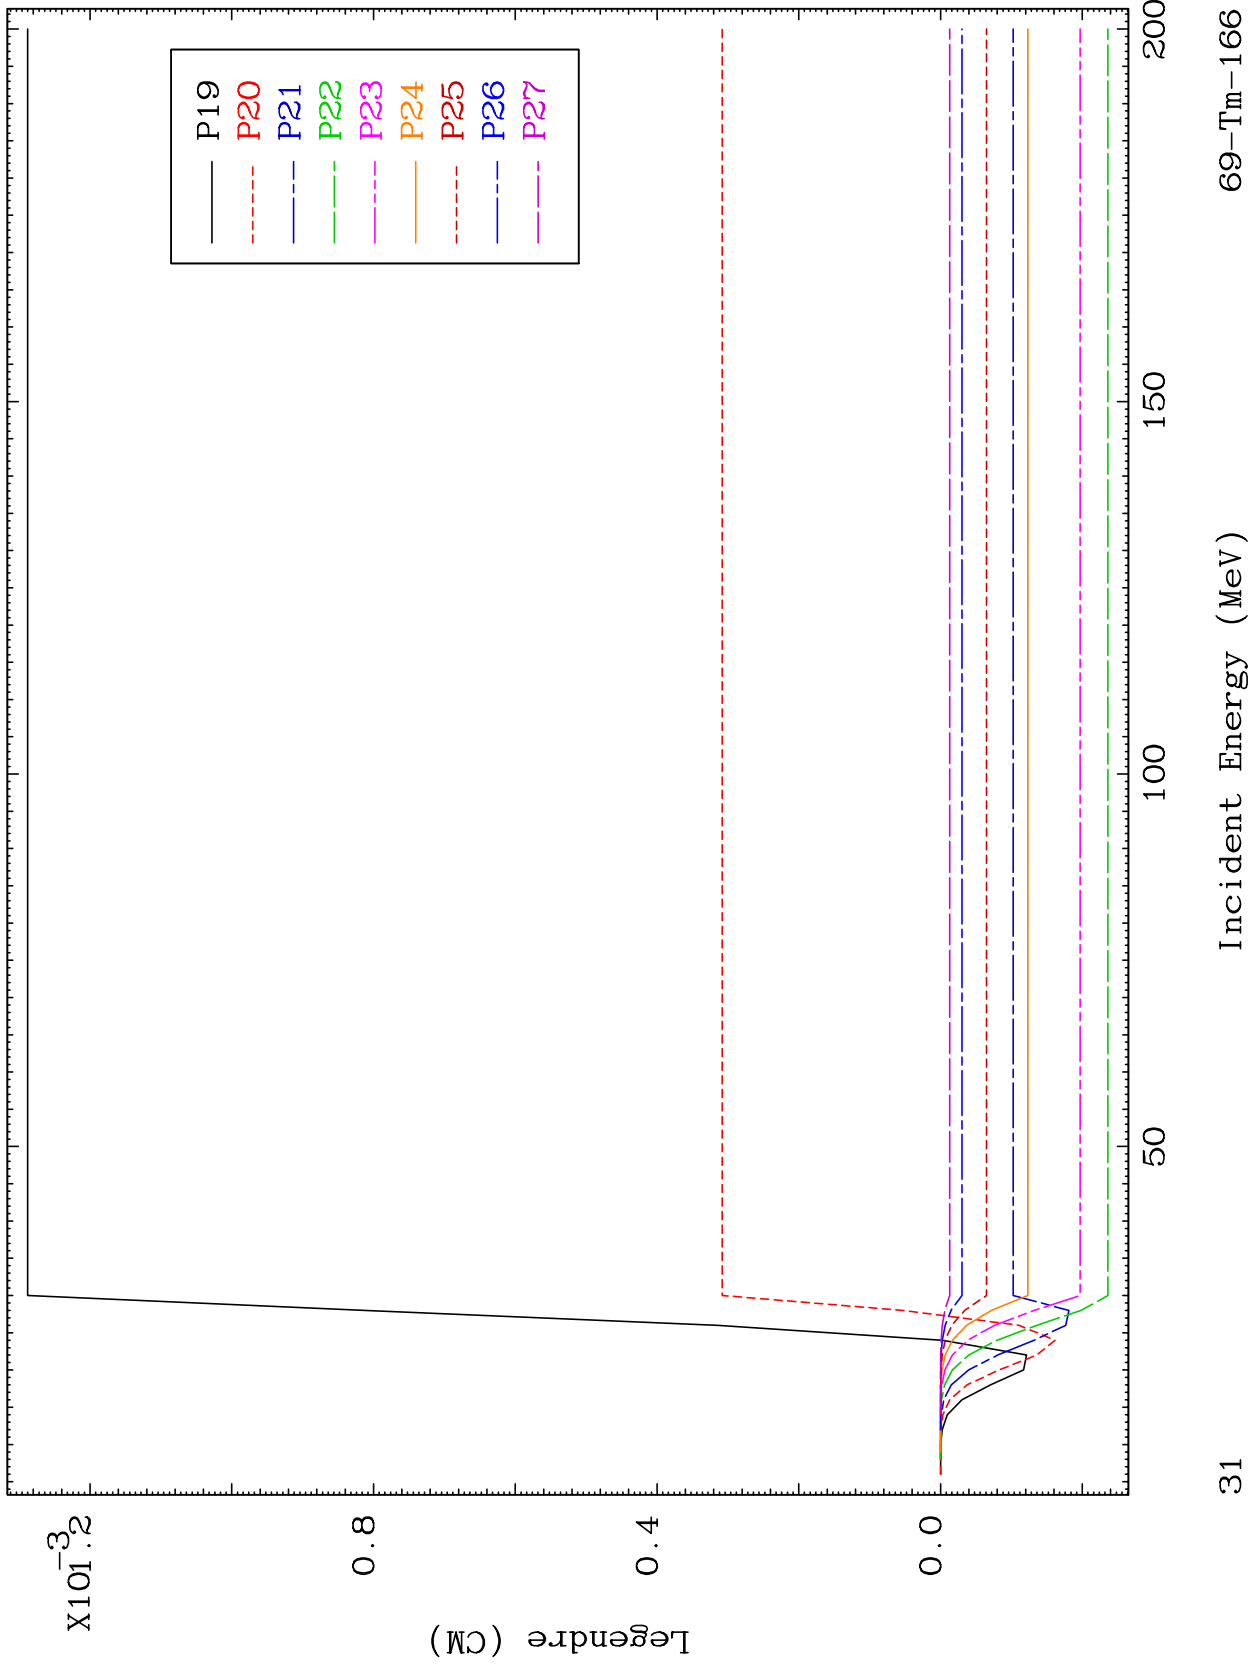 X10-3
1.2
0.8
0.4
0.0
Legendre (CM)
P19
P20
P21
P22
P23
P24
P25
P26
P27
50
100
150
200
31
Incident Energy (MeV)
69-Tm-166